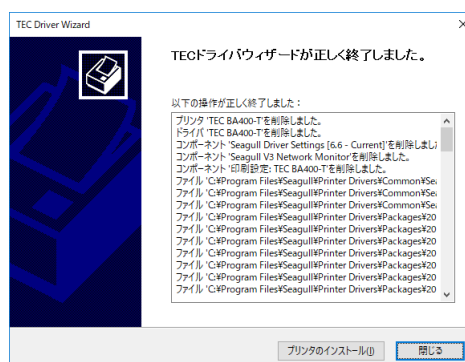 TEC Driver Wizard
TECドライバウィザードが正しく終了しました。
以下の操作が正しく終了しました：
プリンタ 'TEC BA400-T'を削除しました。
ドライバ 'TEC BA400-T'を削除しました。
コンポーネント 'Seagull Driver Settings [6.6 - Current]'を削除しまし
コンポーネント 'Seagull V3 Network Monitor'を削除しました。
コンポーネント '印刷設定: TEC BA400-T'を削除しました。
ファイル 'C:¥Program Files¥Seagull¥Printer Drivers¥Common¥Se
ファイル 'C:¥Program Files¥Seagull¥Printer Drivers¥Common¥Se
ファイル 'C:¥Program Files¥Seagull¥Printer Drivers¥Common¥Se
ファイル 'C:¥Program Files¥Seagull¥Printer Drivers¥Packages¥20
ファイル 'C:¥Program Files¥Seagull¥Printer Drivers¥Packages¥20
ファイル 'C:¥Program Files¥Seagull¥Printer Drivers¥Packages¥20
ファイル 'C:¥Program Files¥Seagull¥Printer Drivers¥Packages¥20
ファイル 'C:¥Program Files¥Seagull¥Printer Drivers¥Packages¥20
ファイル 'C:¥Program Files¥Seagull¥Printer Drivers¥Packages¥20
プリンタのインストール(I)
閉じる